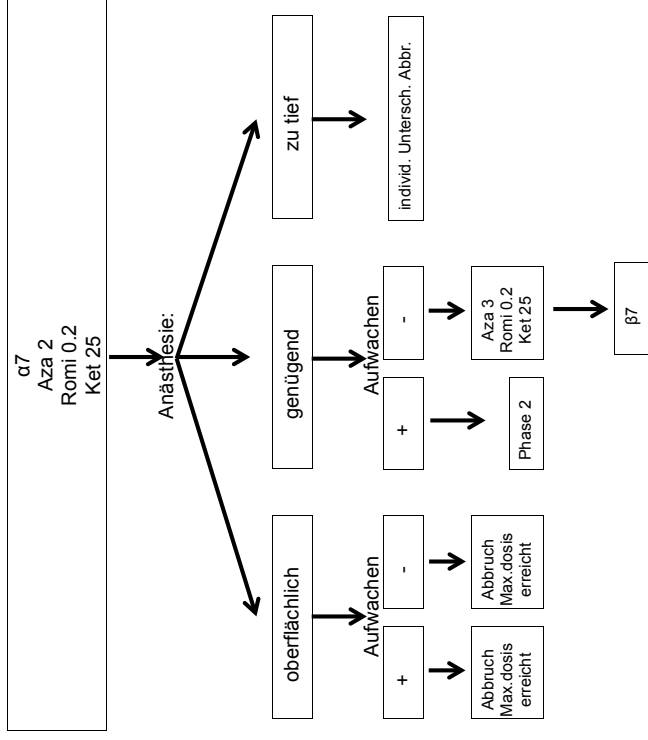 α7
Aza 2
Romi 0.2
Ket 25
Anästhesie:
oberflächlich
genügend
zu tief
Aufwachen
+
-
Aufwachen
+
-
individ. Untersch. Abbr.
Abbruch
Max.dosis
erreicht
Abbruch
Max.dosis
erreicht
Phase 2
Aza 3
Romi 0.2
Ket 25
β7